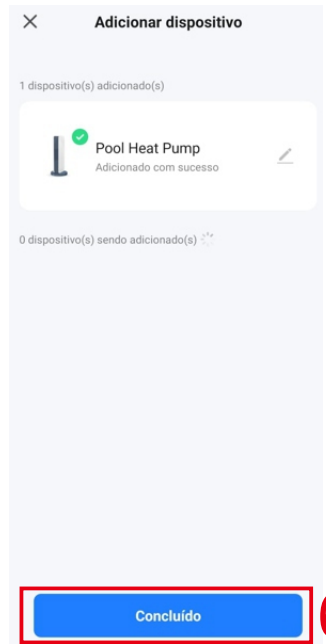 Adicionar dispositivo
1 dispositivo(s) adicionado(s)
Pool Heat Pump
Adicionado com sucesso
0 dispositivo(s) sendo adicionado(s)
Concluído